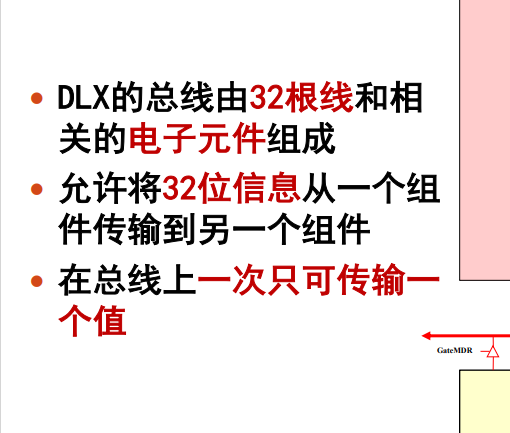 DLX的总线由32根线和相
关的电子元件组成
允许将32位信息从一个组
件传输到另一个组件
在总线上一次只可传输一
个值
GateMDR